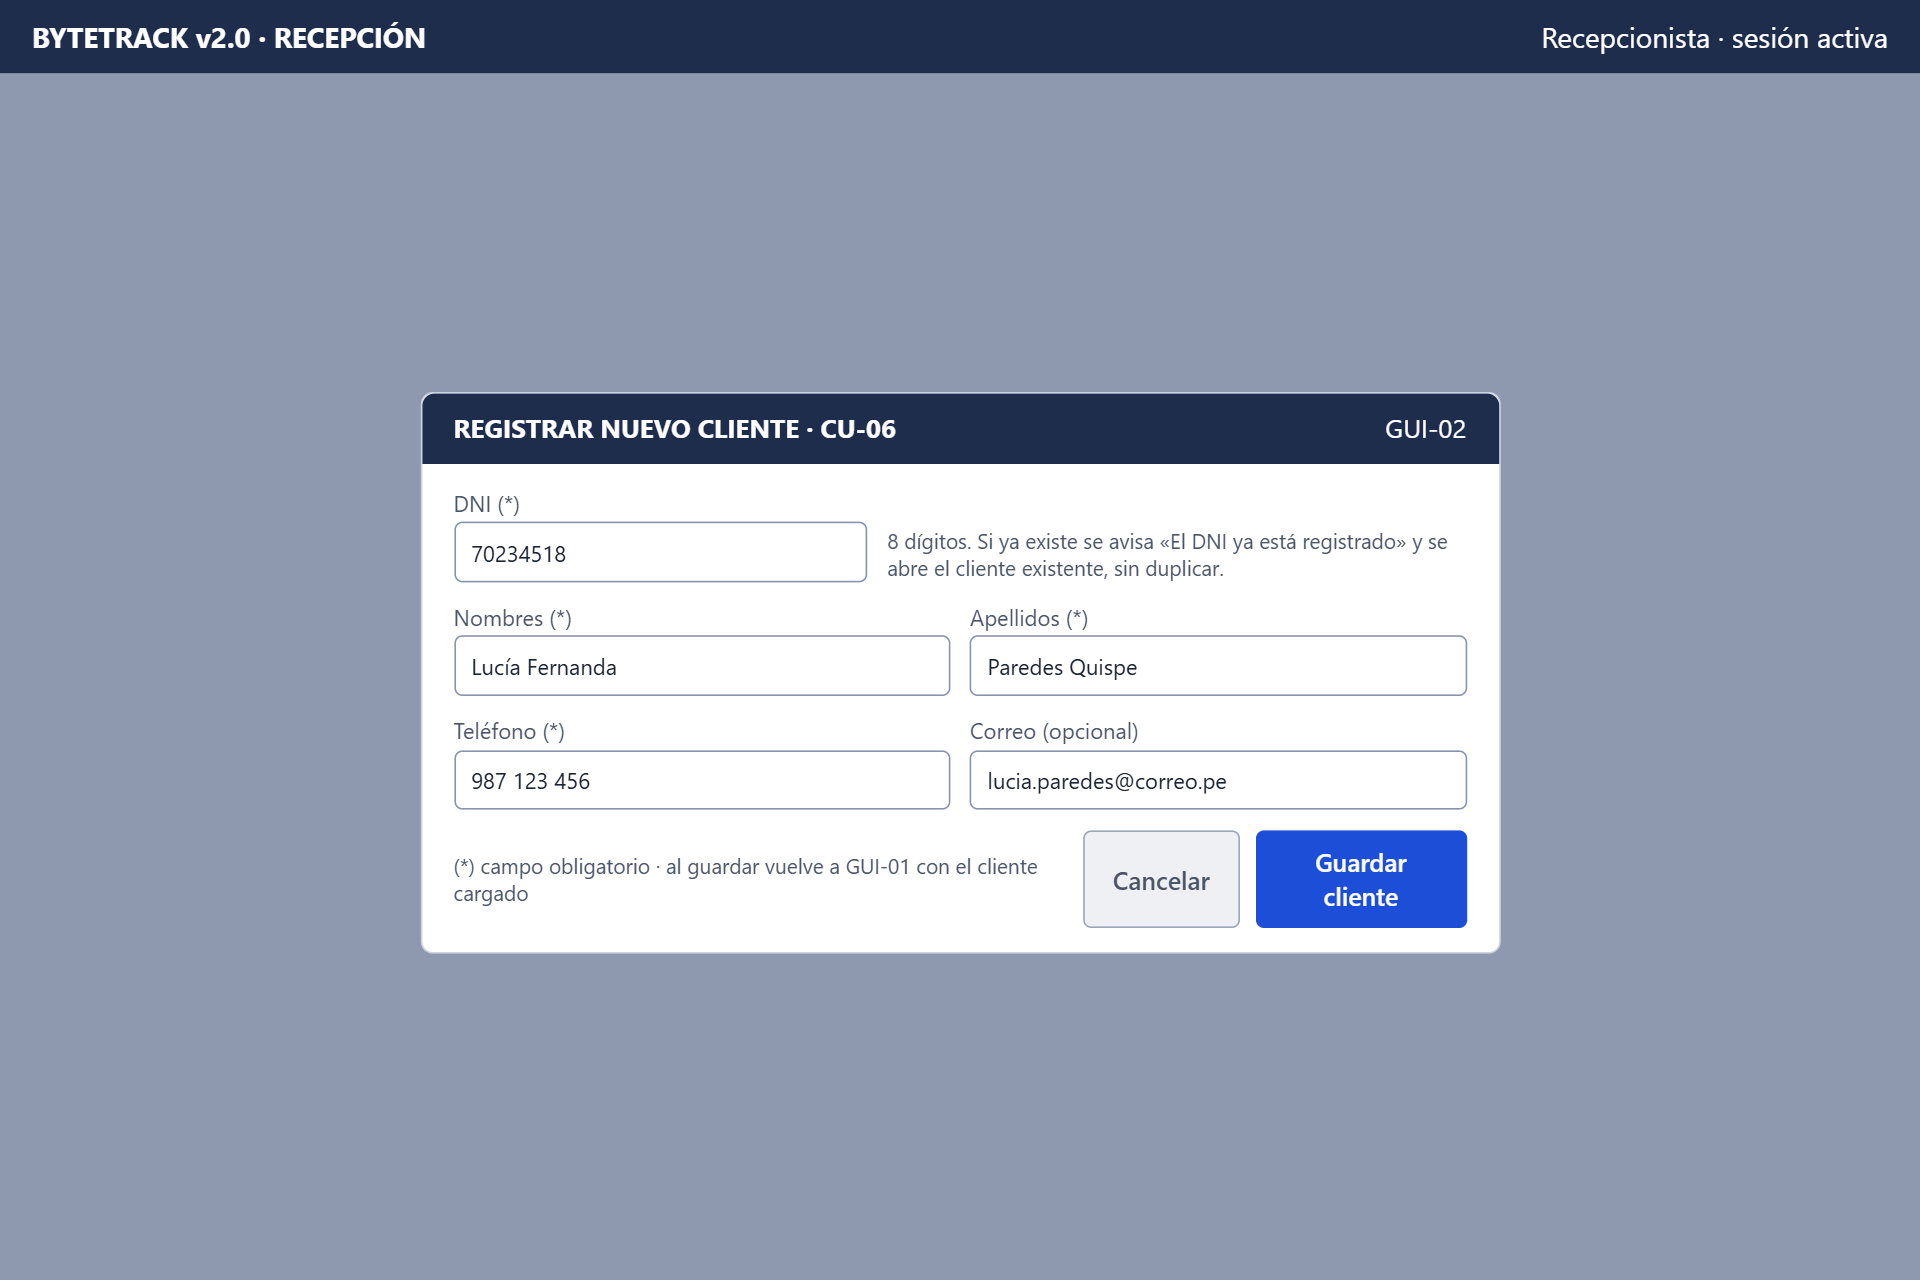 BYTETRACK v2.0 · RECEPCIÓN
Recepcionista · sesión activa
REGISTRAR NUEVO CLIENTE · CU-06
GUI-02
DNI (*)
70234518
8 dígitos. Si ya existe se avisa «El DNI ya está registrado» y se
abre el cliente existente, sin duplicar.
Nombres (*)
Apellidos (*)
Lucía Fernanda
Paredes Quispe
Teléfono (*)
Correo (opcional)
987 123 456
lucia.paredes@correo.pe
(*) campo obligatorio · al guardar vuelve a GUI-01 con el cliente
cargado
Cancelar
Guardar
cliente